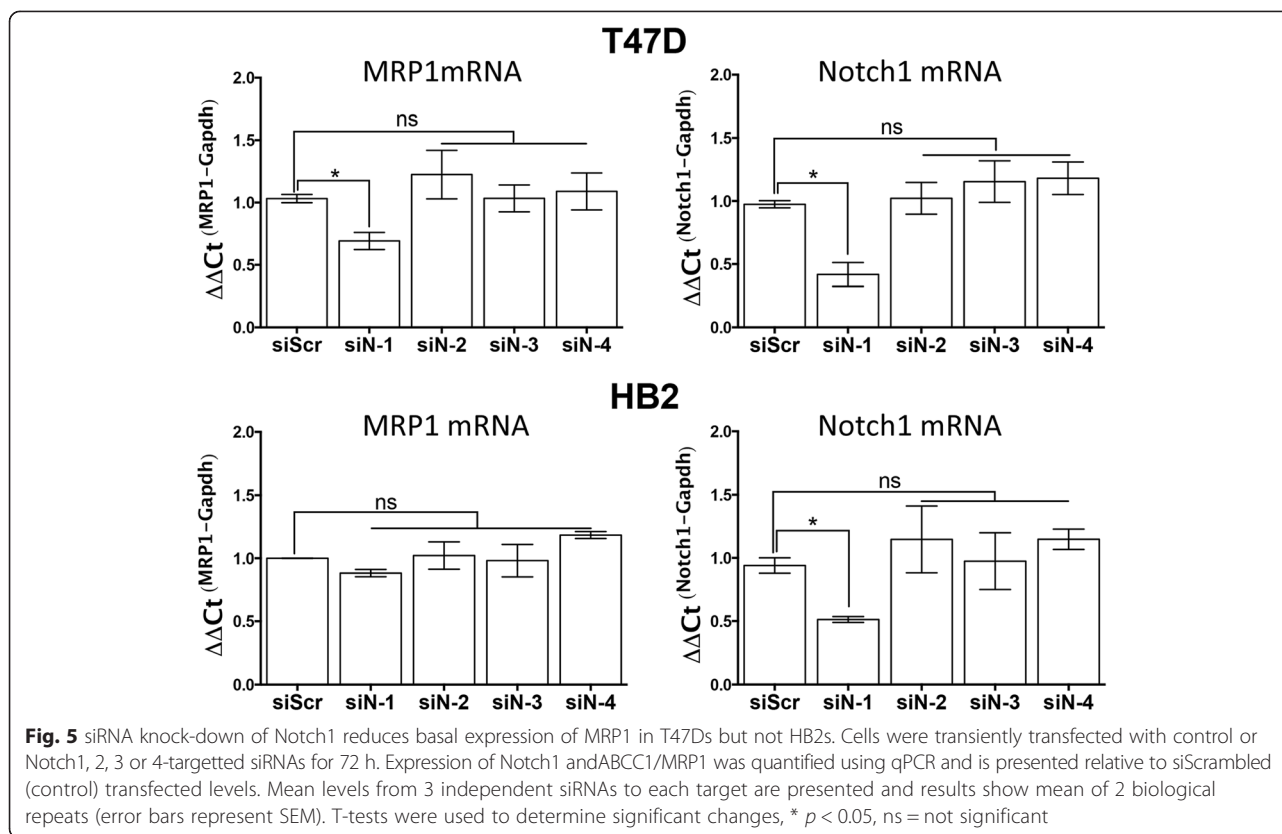 T47D
MRP1mRNA
2.0
1.5
1.0
0.5
0.0
ΔΔCt (MRP1–Gapdh)
ns
*
siScr siN-1 siN-2 siN-3 siN-4
Notch1 mRNA
2.0
1.5
1.0
0.5
0.0
ΔΔCt (Notch1–Gapdh)
ns
*
siScr siN-1 siN-2 siN-3 siN-4
HB2
MRP1 mRNA
2.0
1.5
1.0
0.5
0.0
ΔΔCt (MRP1–Gapdh)
ns
siScr siN-1 siN-2 siN-3 siN-4
Notch1 mRNA
2.0
1.5
1.0
0.5
0.0
ΔΔCt (Notch1–Gapdh)
ns
*
siScr siN-1 siN-2 siN-3 siN-4
Fig. 5 siRNA knock-down of Notch1 reduces basal expression of MRP1 in T47Ds but not HB2s. Cells were transiently transfected with control or
Notch1, 2, 3 or 4-targetted siRNAs for 72 h. Expression of Notch1 andABCC1/MRP1 was quantified using qPCR and is presented relative to siScrambled
(control) transfected levels. Mean levels from 3 independent siRNAs to each target are presented and results show mean of 2 biological
repeats (error bars represent SEM). T-tests were used to determine significant changes, * p < 0.05, ns = not significant